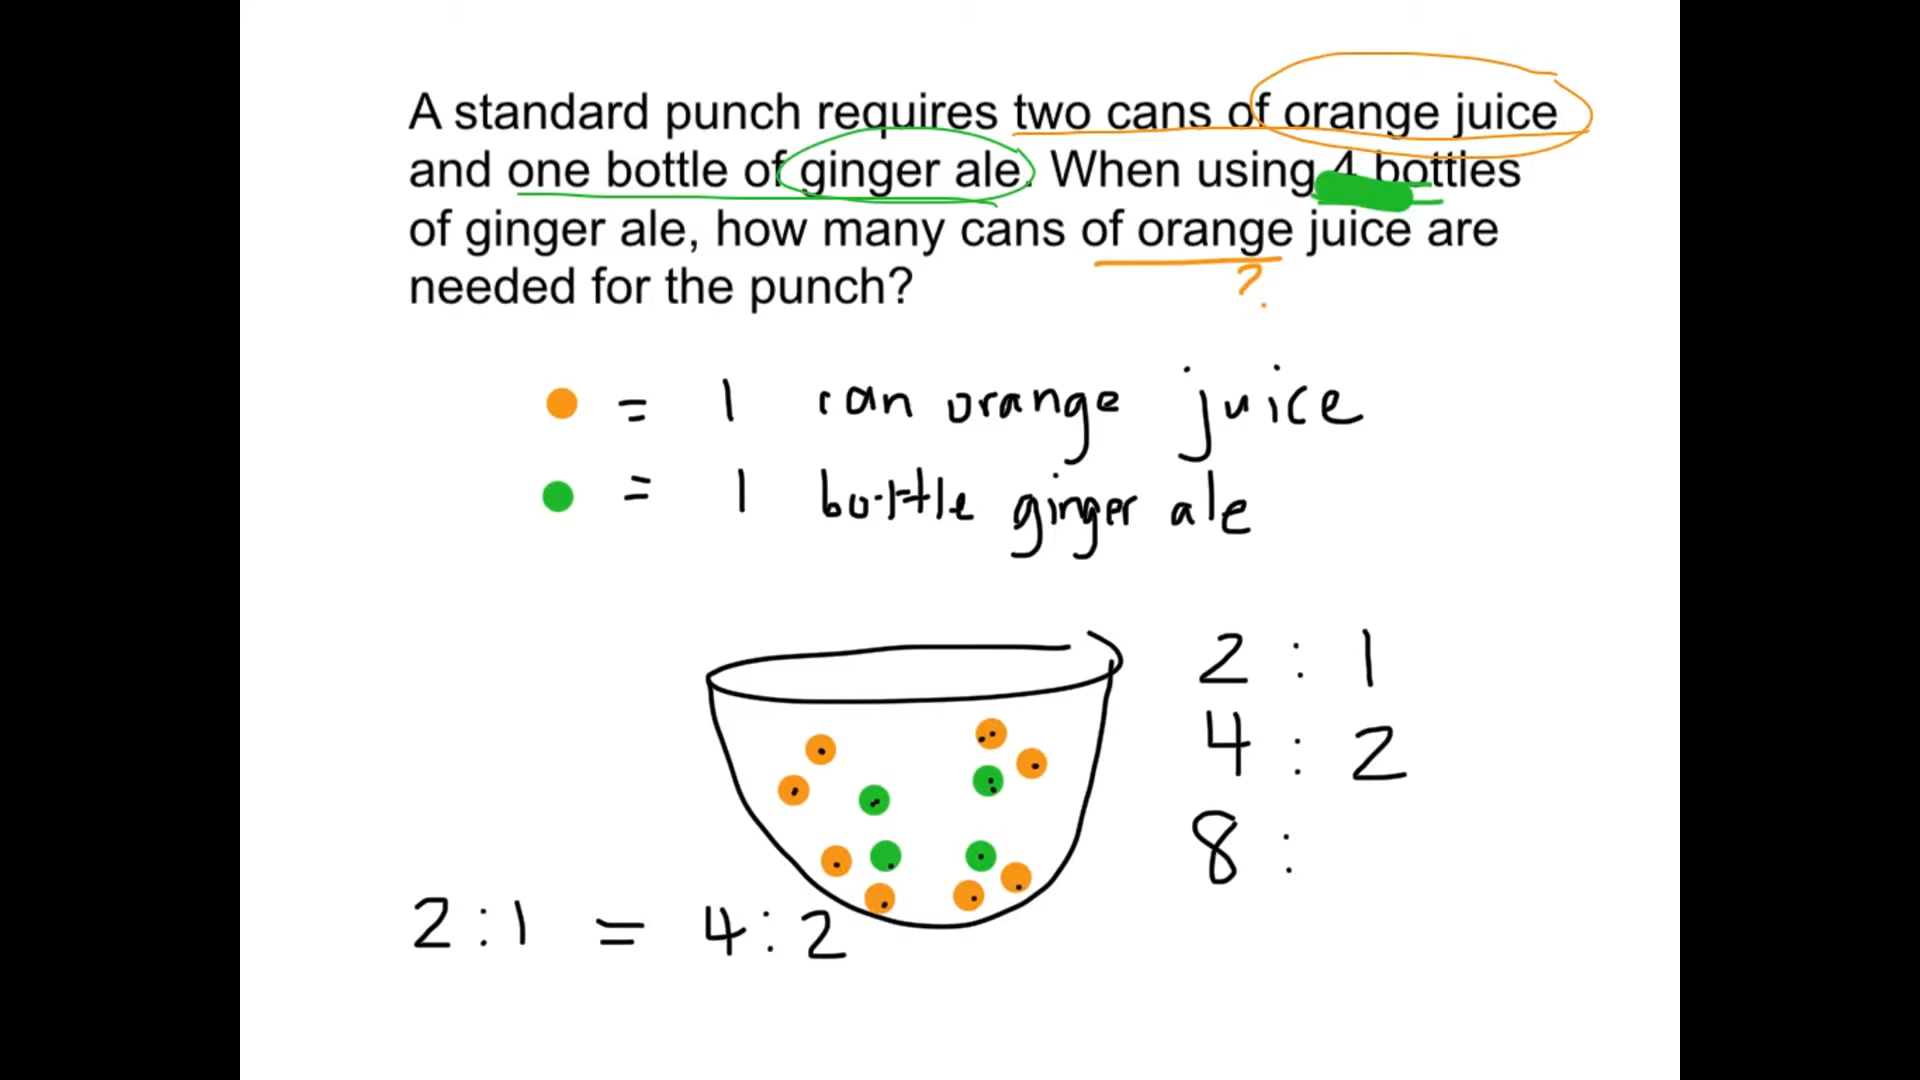 A standard punch requires two cans of orange juice
and one bottle of ginger ale. When using 4 bottles
of ginger ale, how many cans of orange juice are
needed for the punch?
?
= 1 can orange juice
= 1 bottle ginger ale
2 : 1
4 : 2
8 :
2 : 1 = 4 : 2